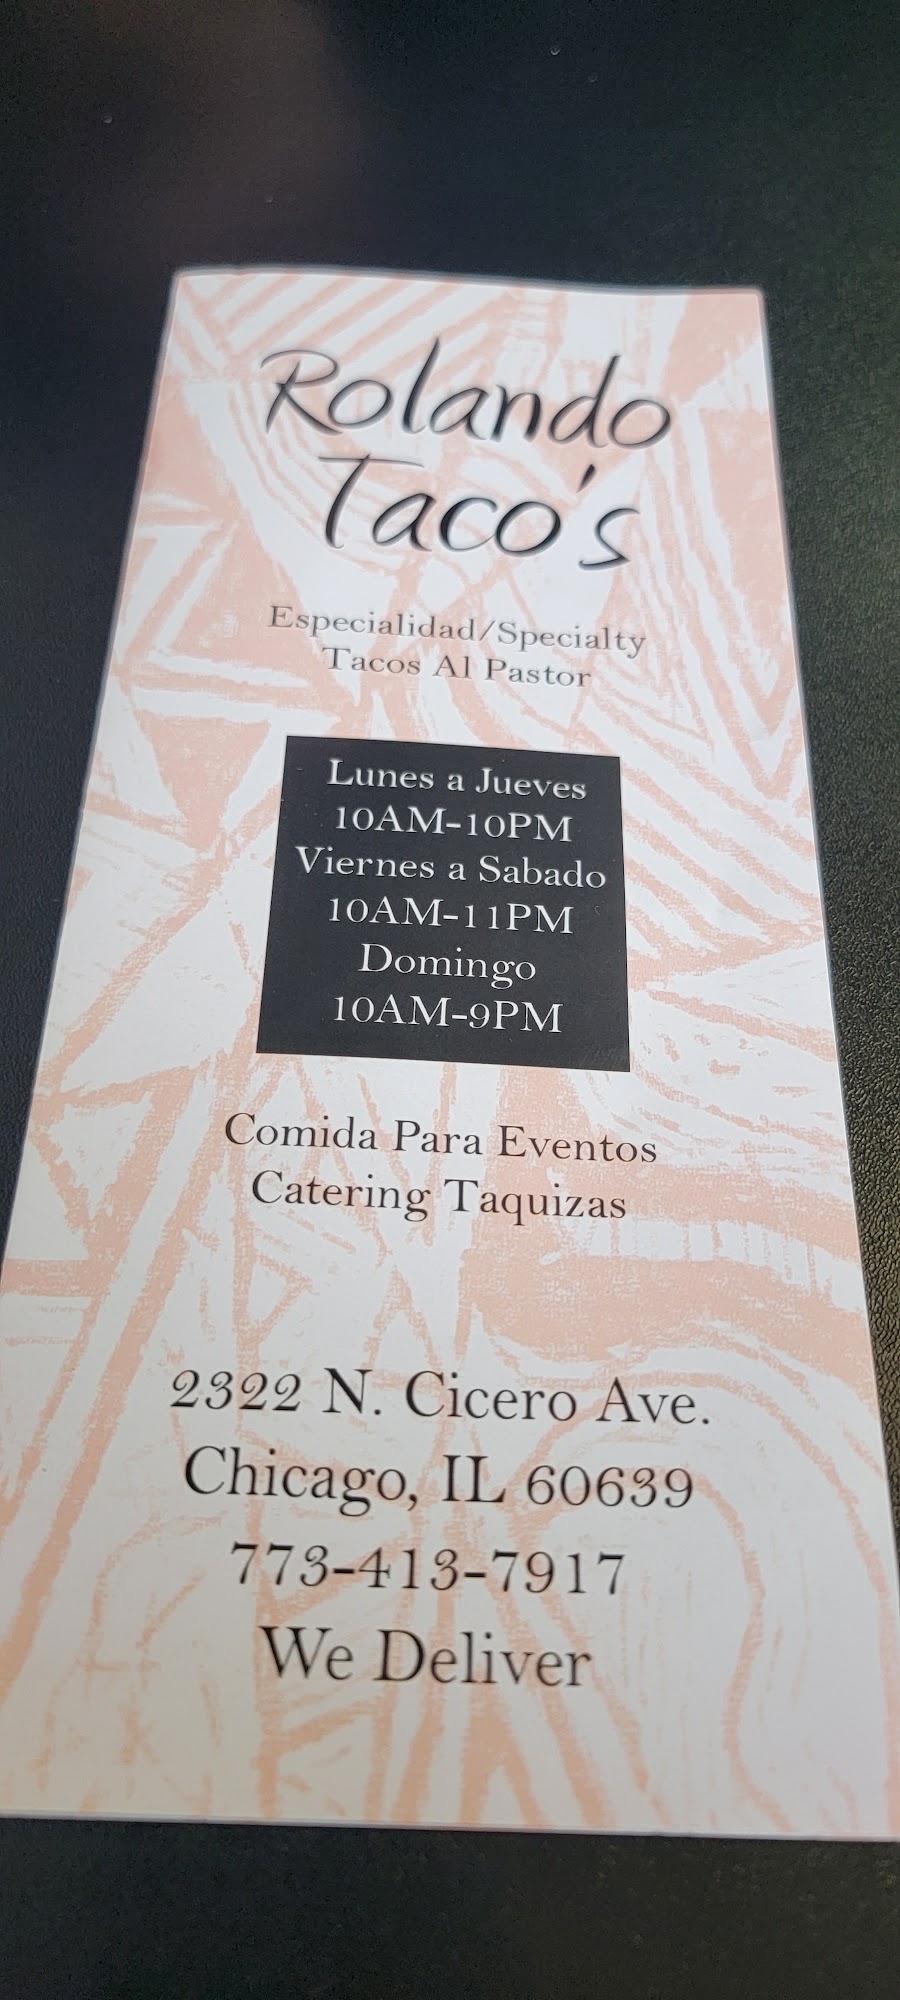 Rolando
Taco's
Especialidad/Specialty
Tacos Al Pastor
Lunes a Jueves
10AM-10PM
Viernes a Sabado
10AM-11PM
Domingo
10AM-9PM
Comida Para Eventos
Catering Taquizas
2322 N. Cicero Ave.
Chicago, IL 60639
773-413-7917
We Deliver